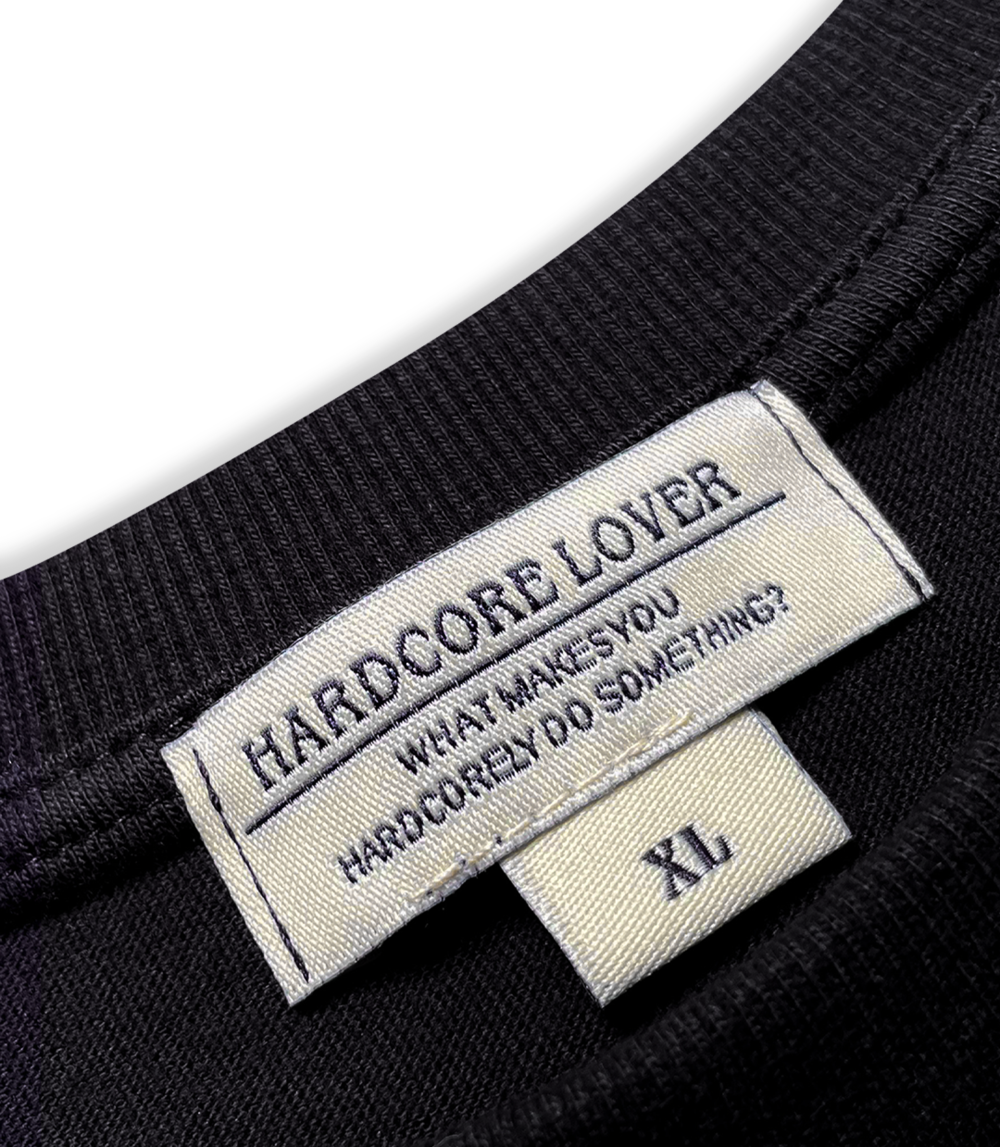 HARDCORE LOVER
WHAT MAKES YOU
HARDCORELY DO SOMETHING?
XL